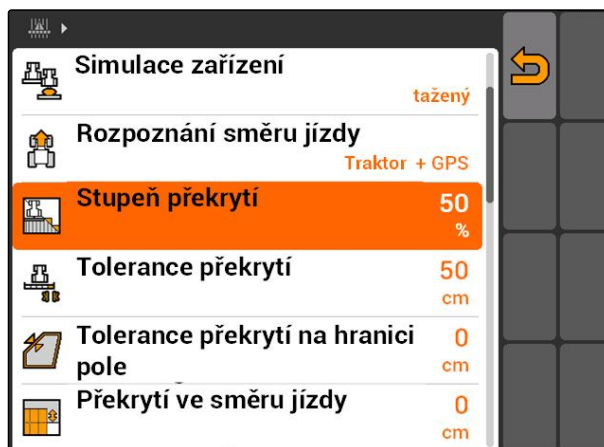 Simulace zařízení
tažený
Rozpoznání směru jízdy
Traktor + GPS
Stupeň překrytí
50
%
Tolerance překrytí
50
cm
Tolerance překrytí na hranici
pole
0
cm
Překrytí ve směru jízdy
0
cm